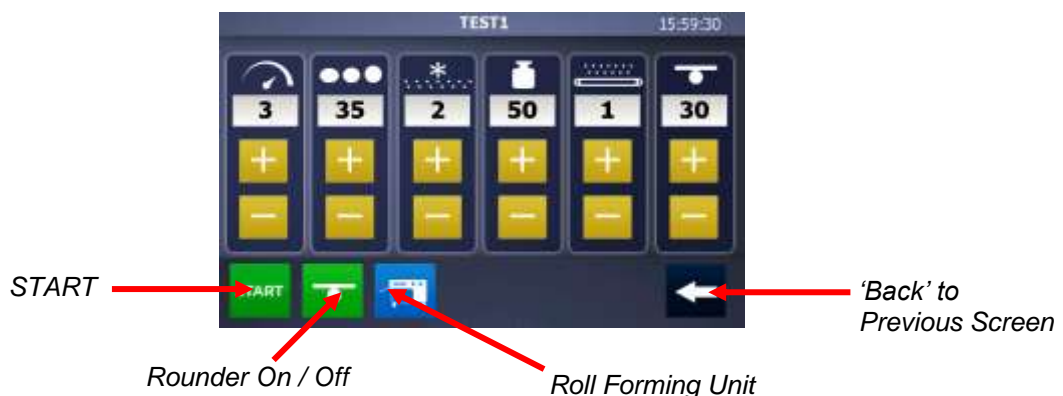 TEST1 15:59:30
3 35 2 50 1 30
START
START
'Back' to
Previous Screen
Rounder On / Off
Roll Forming Unit